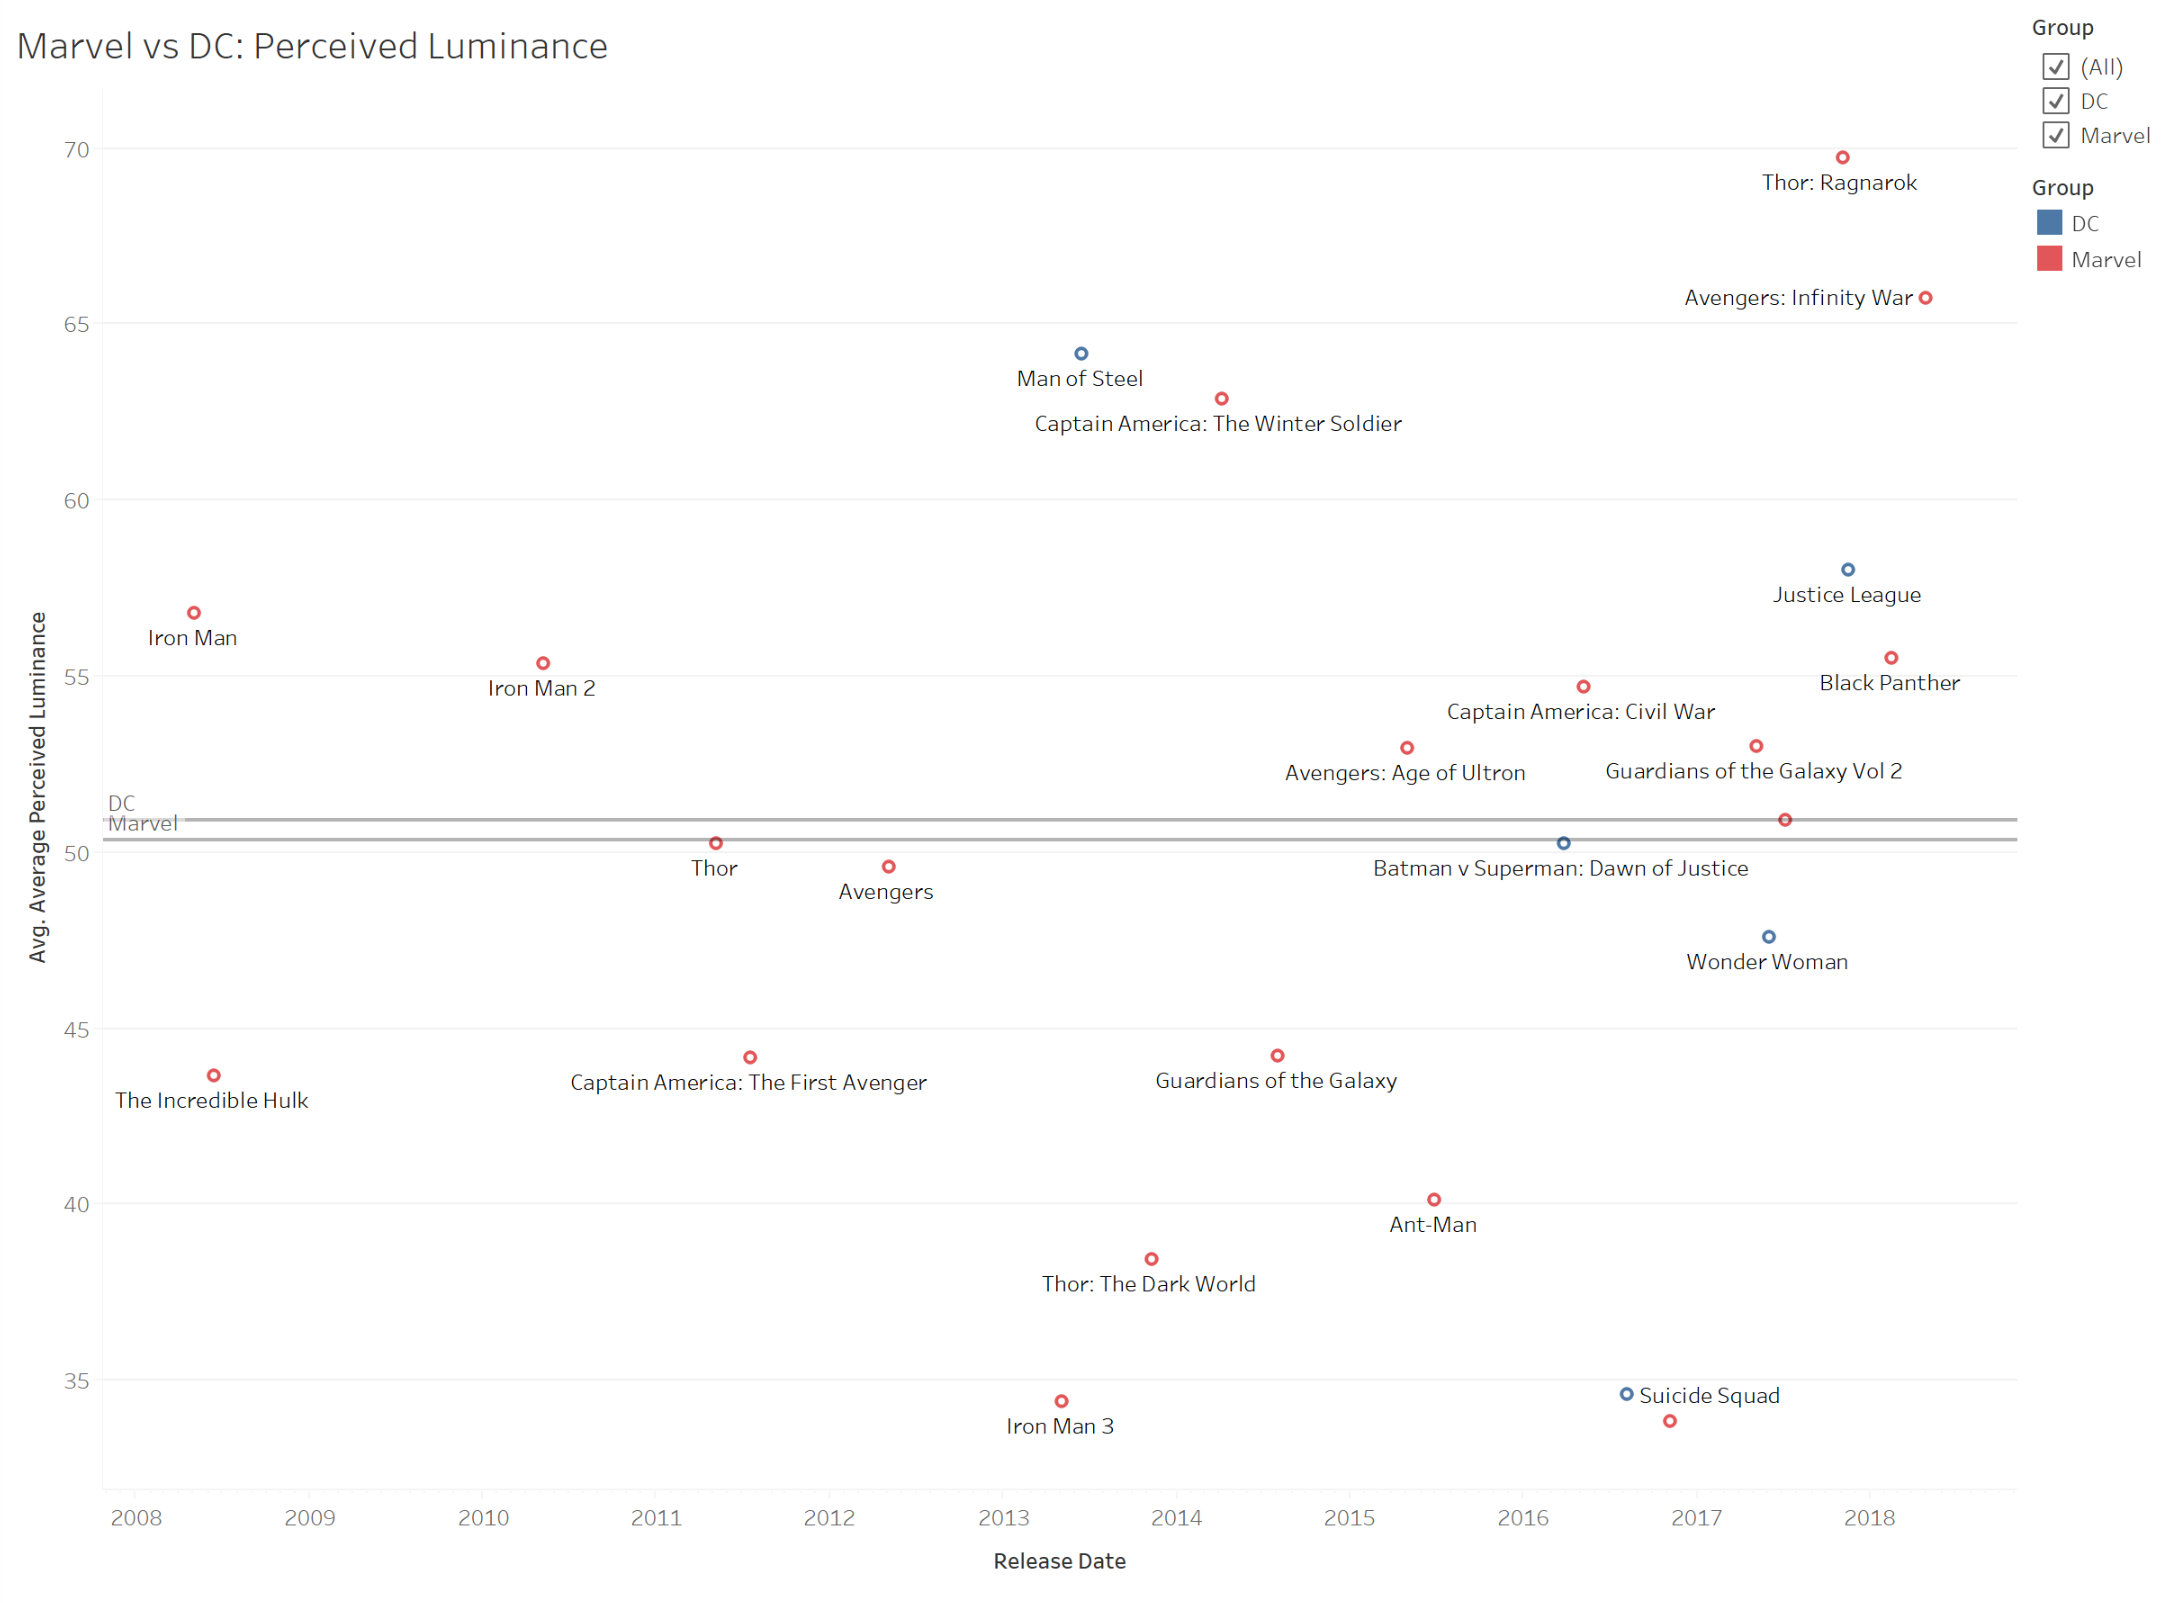 Marvel vs DC: Perceived Luminance
Group
(All)
DC
Marvel
Group
DC
Marvel
Avg. Average Perceived Luminance
70
65
60
55
50
45
40
35
Thor: Ragnarok
Avengers: Infinity War
Man of Steel
Captain America: The Winter Soldier
Justice League
Iron Man
Iron Man 2
Black Panther
Captain America: Civil War
Avengers: Age of Ultron
Guardians of the Galaxy Vol 2
DC
Marvel
Thor
Batman v Superman: Dawn of Justice
Avengers
Wonder Woman
Guardians of the Galaxy
Captain America: The First Avenger
The Incredible Hulk
Ant-Man
Thor: The Dark World
Suicide Squad
Iron Man 3
2008 2009 2010 2011 2012 2013 2014 2015 2016 2017 2018
Release Date